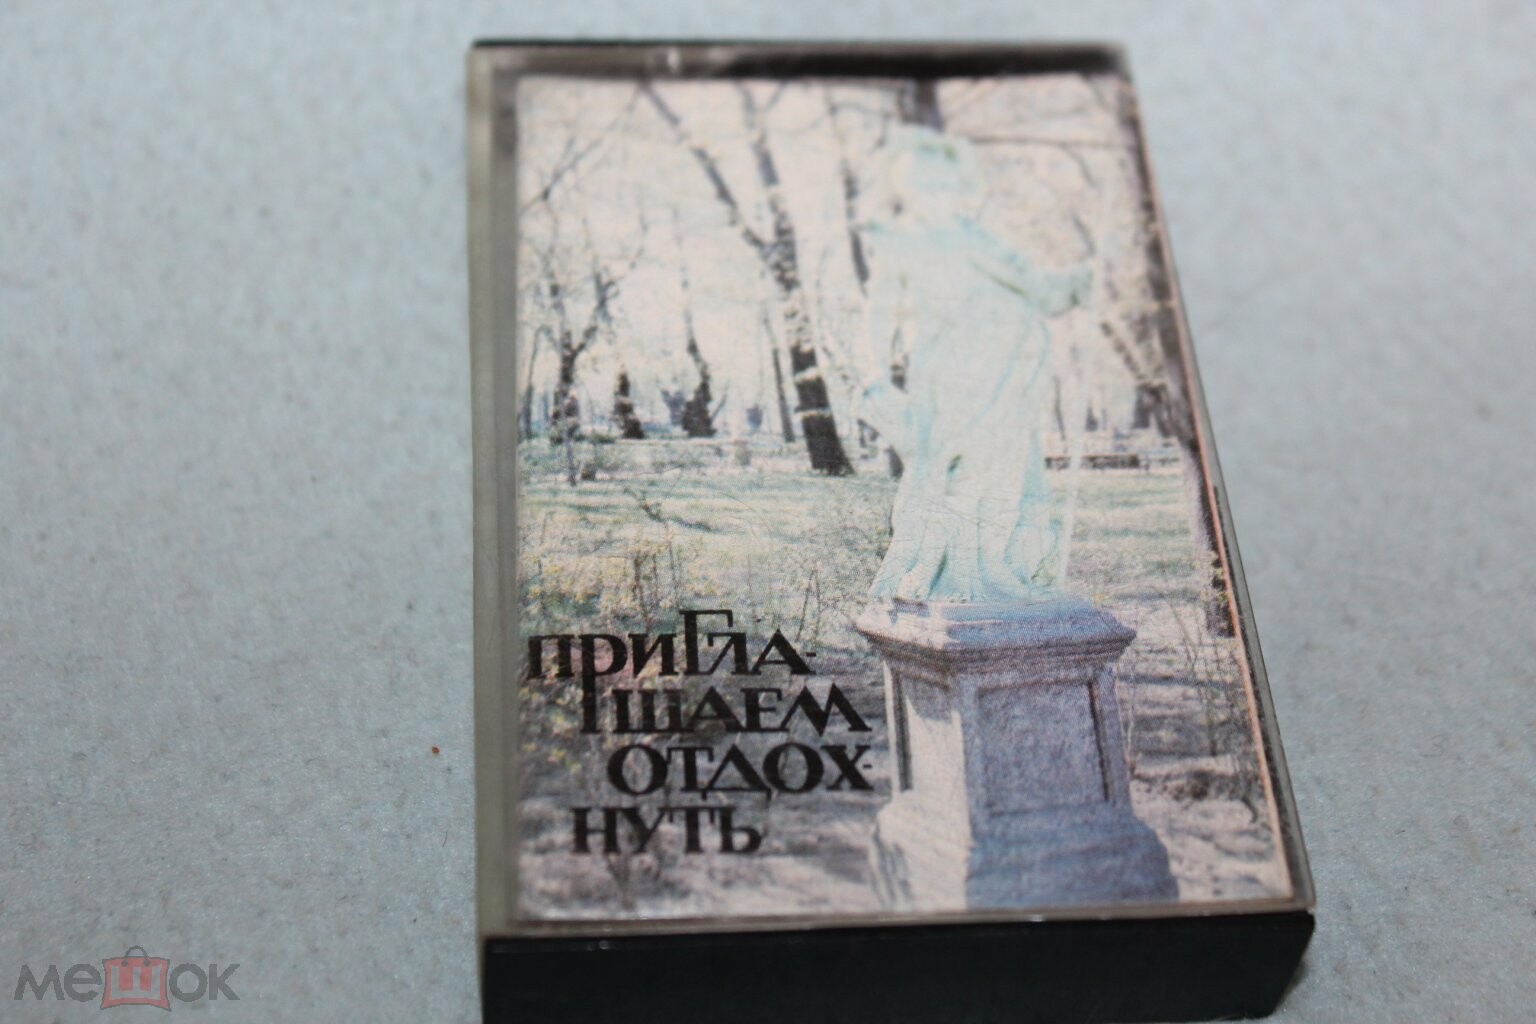 приГла-
шаем
отдох-
нуть
мешок